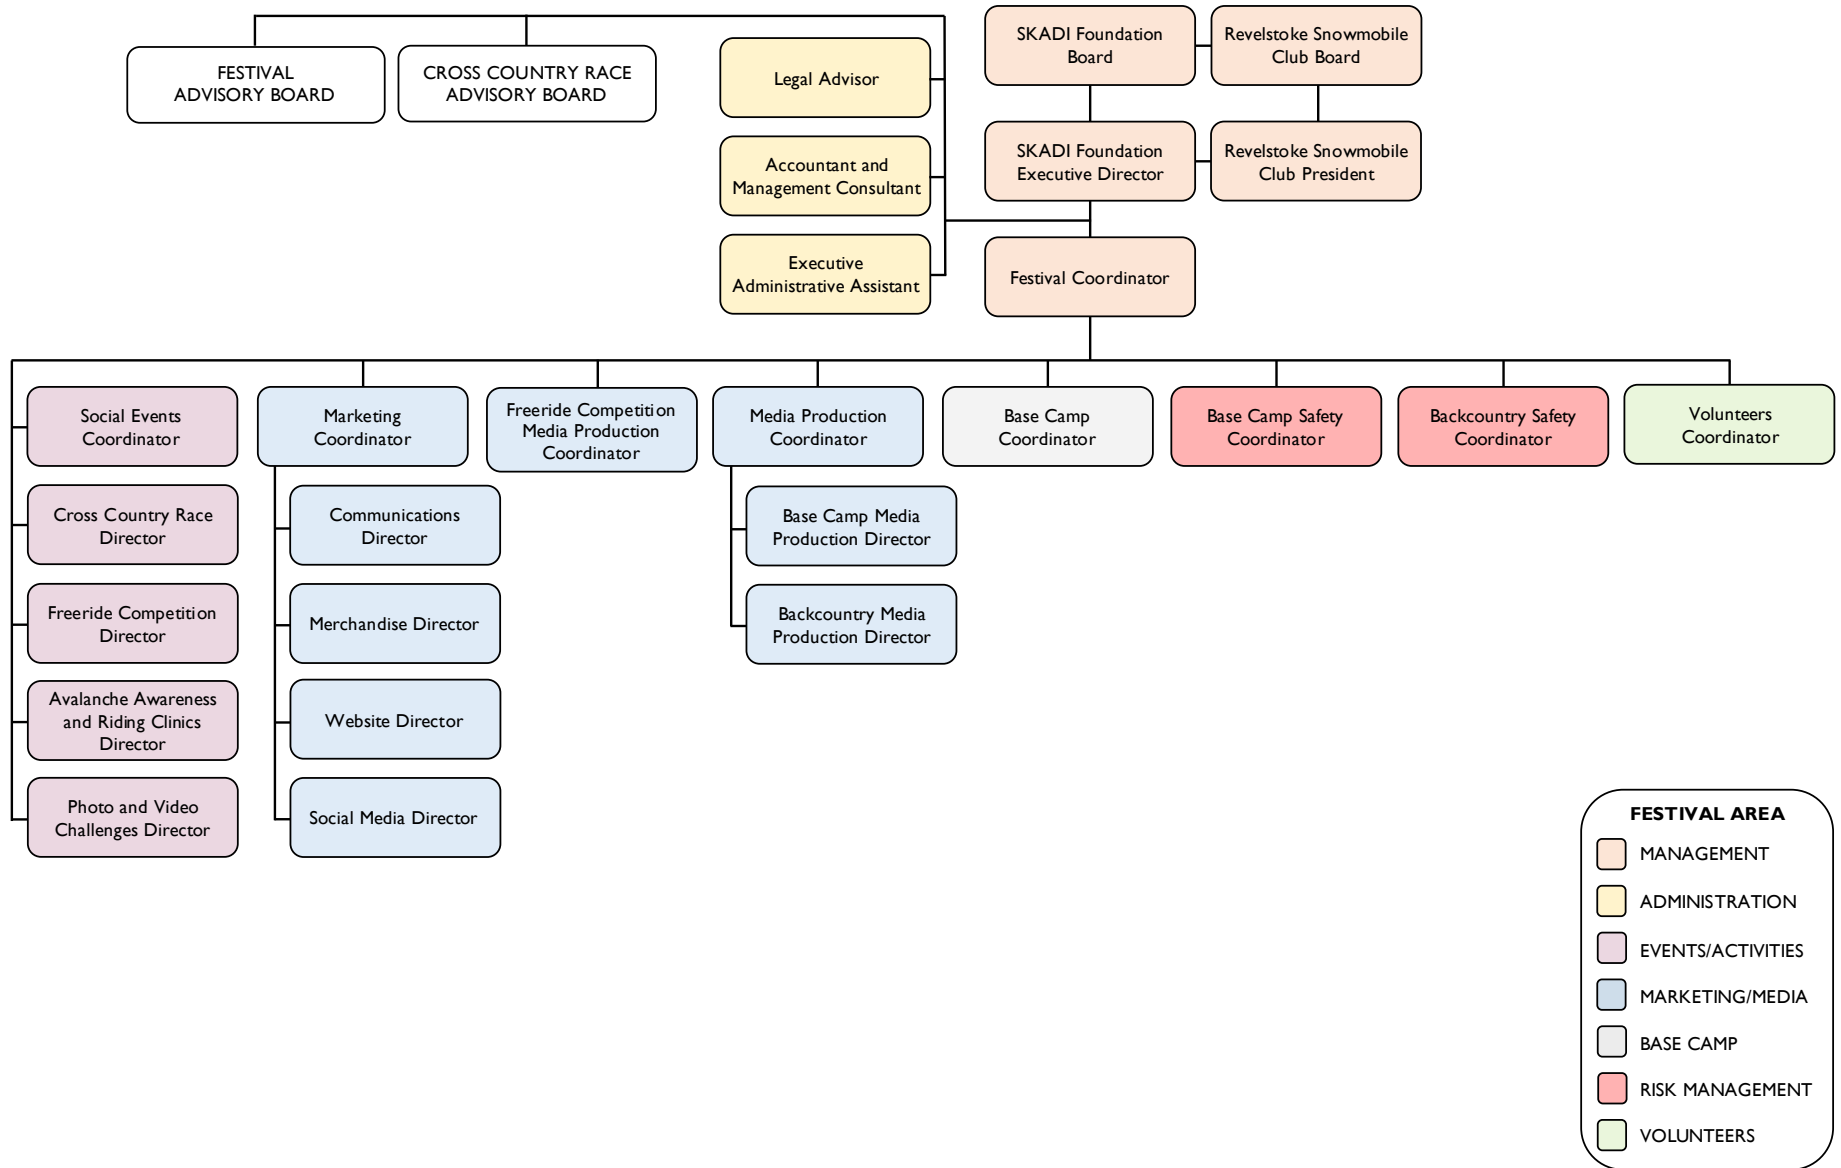 FESTIVAL
ADVISORY BOARD
CROSS COUNTRY RACE
ADVISORY BOARD
Legal Advisor
Accountant and
Management Consultant
Executive
Administrative Assistant
SKADI Foundation
Board
Revelstoke Snowmobile
Club Board
SKADI Foundation
Executive Director
Revelstoke Snowmobile
Club President
Festival Coordinator
Social Events
Coordinator
Cross Country Race
Director
Freeride Competition
Director
Avalanche Awareness
and Riding Clinics
Director
Photo and Video
Challenges Director
Marketing
Coordinator
Communications
Director
Merchandise Director
Website Director
Social Media Director
Freeride Competition
Media Production
Coordinator
Media Production
Coordinator
Base Camp Media
Production Director
Backcountry Media
Production Director
Base Camp
Coordinator
Base Camp Safety
Coordinator
Backcountry Safety
Coordinator
Volunteers
Coordinator
FESTIVAL AREA
MANAGEMENT
ADMINISTRATION
EVENTS/ACTIVITIES
MARKETING/MEDIA
BASE CAMP
RISK MANAGEMENT
VOLUNTEERS